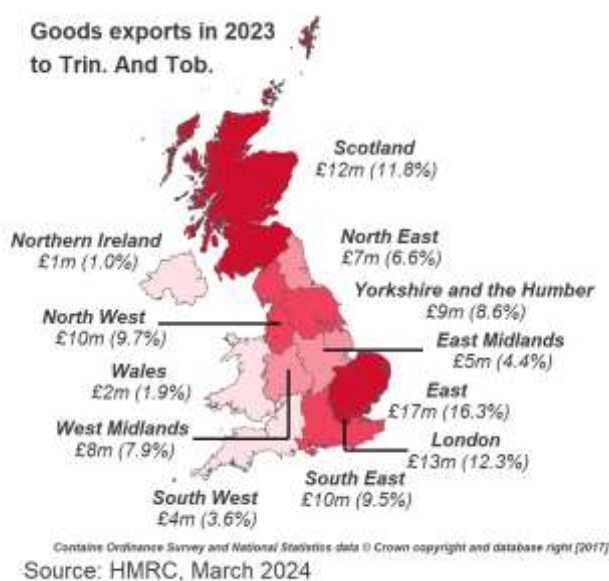 Goods exports in 2023
to Trin. And Tob.
Scotland
£12m (11.8%)
Northern Ireland
£1m (1.0%)
North East
£7m (6.6%)
Yorkshire and the Humber
£9m (8.6%)
North West
£10m (9.7%)
East Midlands
£5m (4.4%)
Wales
£2m (1.9%)
East
£17m (16.3%)
West Midlands
£8m (7.9%)
London
£13m (12.3%)
South East
£10m (9.5%)
South West
£4m (3.6%)
Contains Ordinance Survey and National Statistics data © Crown copyright and database right [2017]
Source: HMRC, March 2024